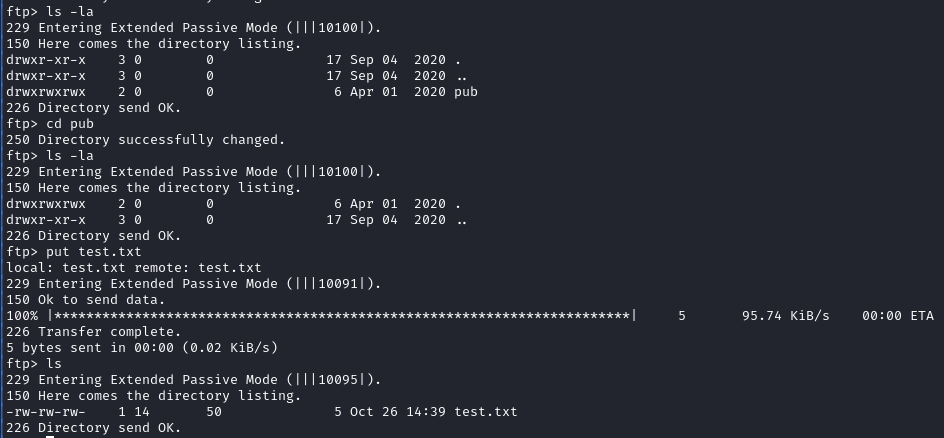 ftp> ls -la
229 Entering Extended Passive Mode (|||10100|).
150 Here comes the directory listing.
drwxr-xr-x    3 0        0              17 Sep 04  2020 .
drwxr-xr-x    3 0        0              17 Sep 04  2020 ..
drwxrwxrwx    2 0        0               6 Apr 01  2020 pub
226 Directory send OK.
ftp> cd pub
250 Directory successfully changed.
ftp> ls -la
229 Entering Extended Passive Mode (|||10100|).
150 Here comes the directory listing.
drwxrwxrwx    2 0        0               6 Apr 01  2020 .
drwxr-xr-x    3 0        0              17 Sep 04  2020 ..
226 Directory send OK.
ftp> put test.txt
local: test.txt remote: test.txt
229 Entering Extended Passive Mode (|||10091|).
150 Ok to send data.
100% |************************************************************************|     5       95.74 KiB/s    00:00 ETA
226 Transfer complete.
5 bytes sent in 00:00 (0.02 KiB/s)
ftp> ls
229 Entering Extended Passive Mode (|||10095|).
150 Here comes the directory listing.
-rw-rw-rw-    1 14       50              5 Oct 26 14:39 test.txt
226 Directory send OK.